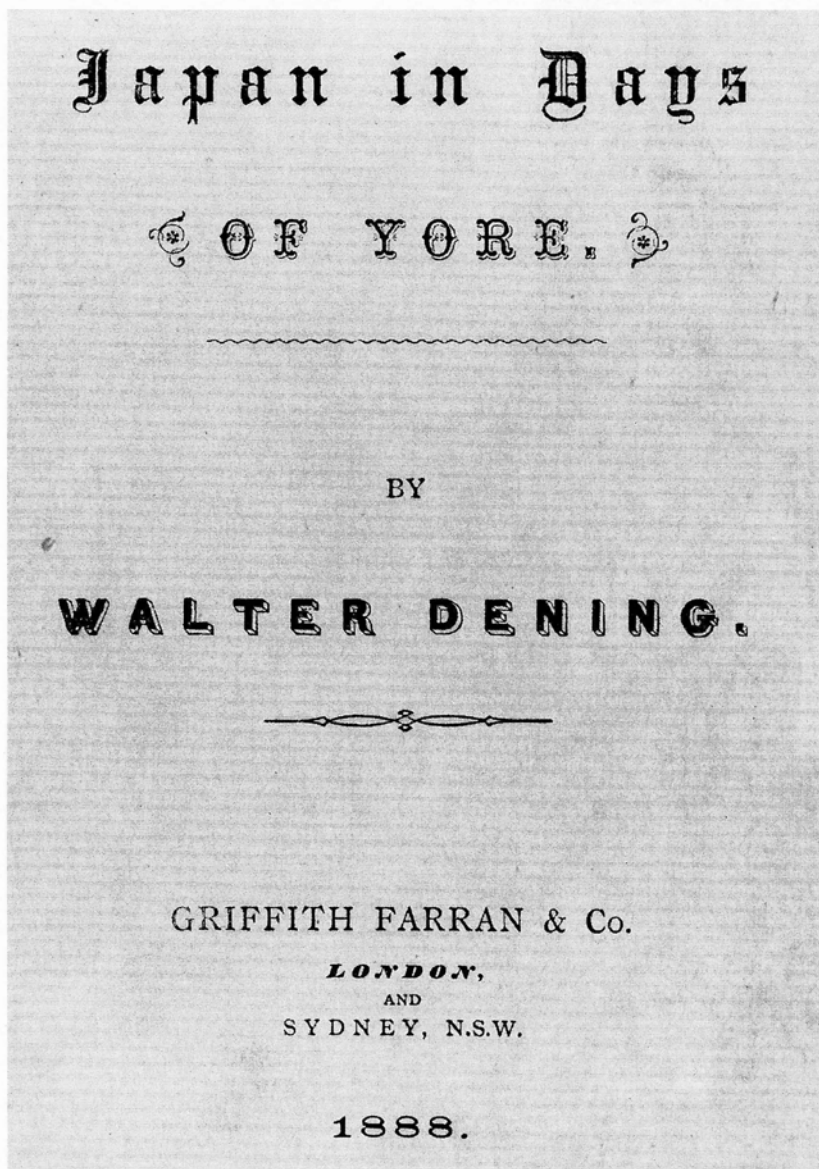 Japan in Days
OF YORE.
BY
WALTER DENING.
GRIFFITH FARRAN & Co.
LONDON,
AND
SYDNEY, N.S.W.
1888.